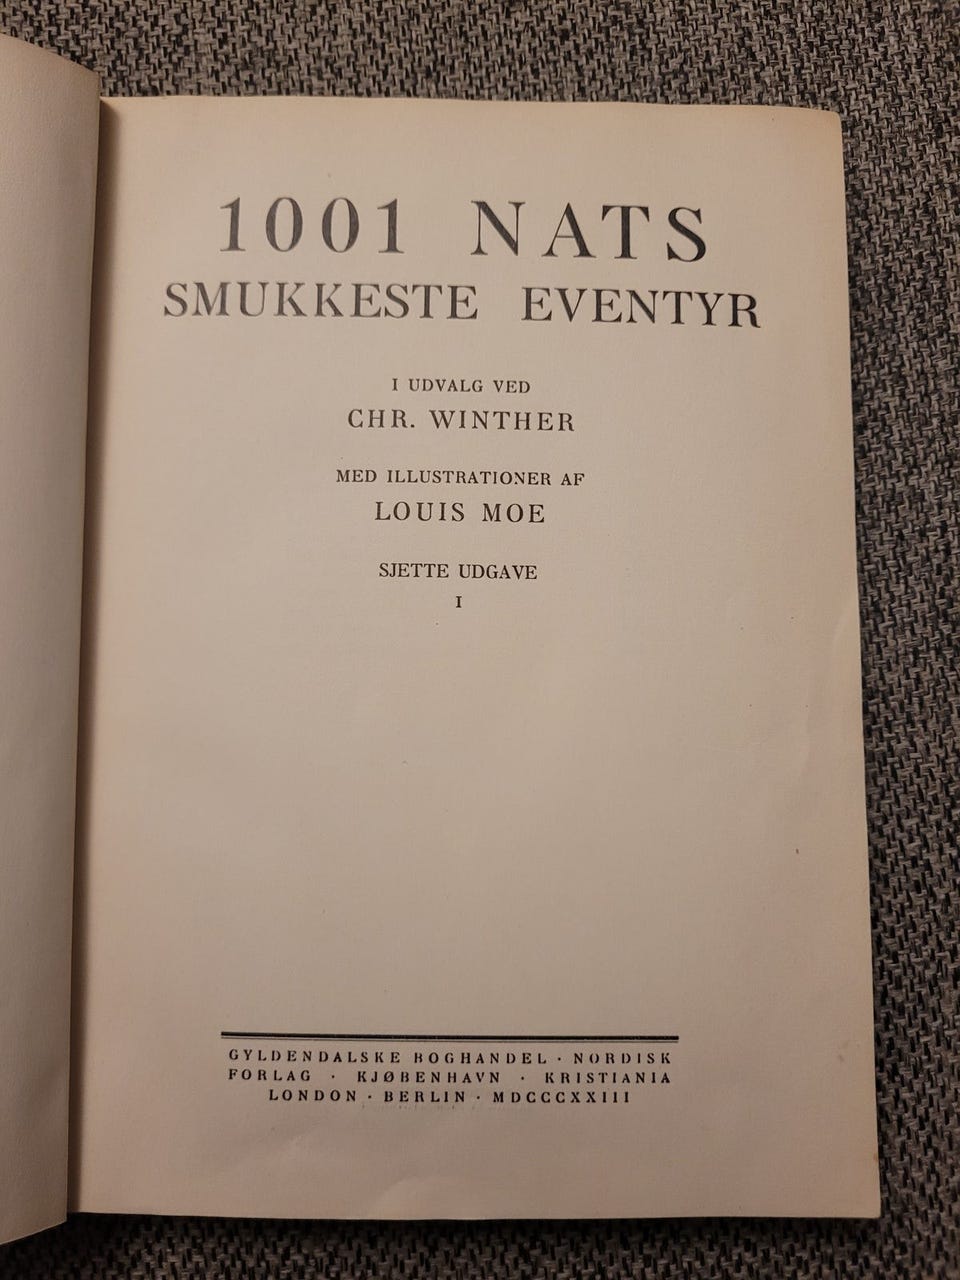 1001 NATS
SMUKKESTE EVENTYR
I UDVALG VED
CHR. WINTHER
MED ILLUSTRATIONER AF
LOUIS MOE
SJETTE UDGAVE
I
GYLDENDALSKE BOGHANDEL · NORDISK
FORLAG · KJØBENHAVN · KRISTIANIA
LONDON · BERLIN · MDCCCXXIII